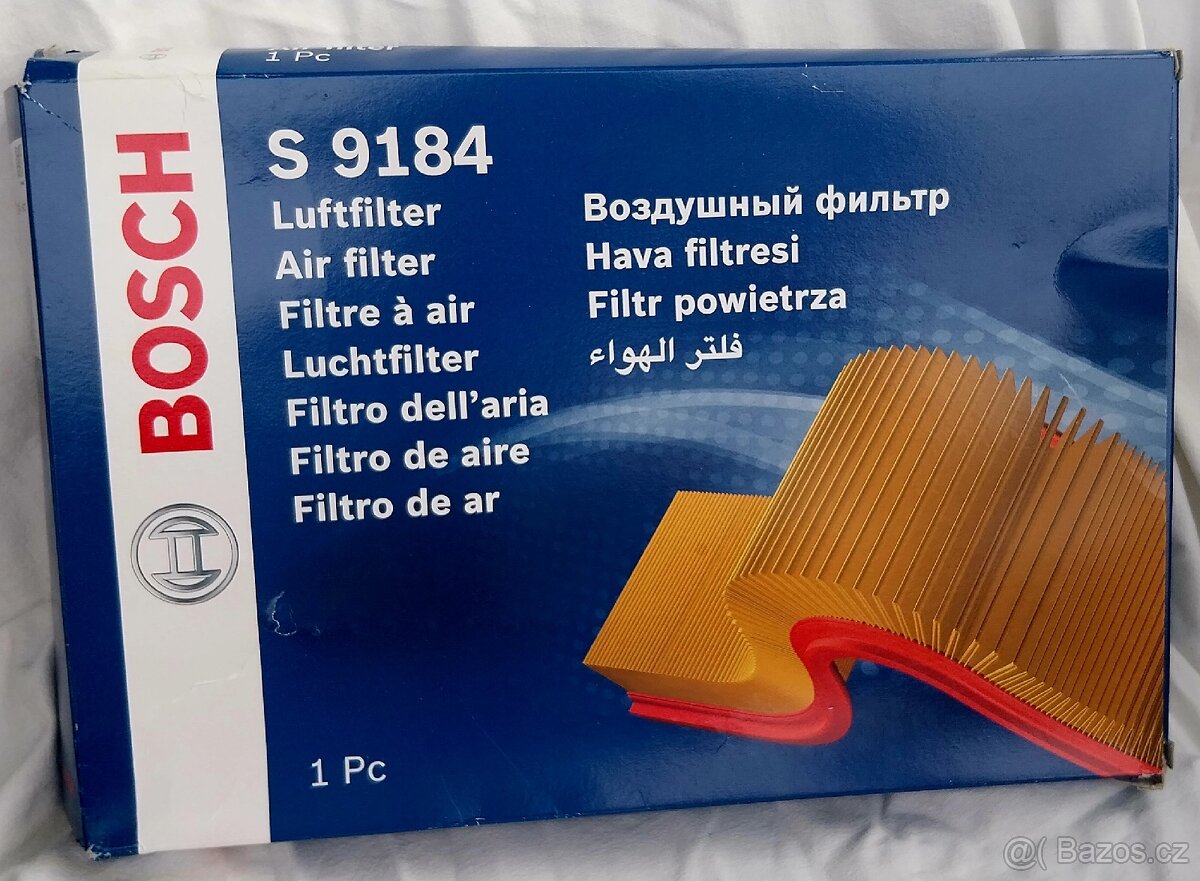 1 Pc
BOSCH
S 9184
Luftfilter
Air filter
Filtre à air
Luchtfilter
Filtro dell'aria
Filtro de aire
Filtro de ar
Воздушный фильтр
Hava filtresi
Filtr powietrza
فلتر الهواء
1 Pc
@( Bazos.cz